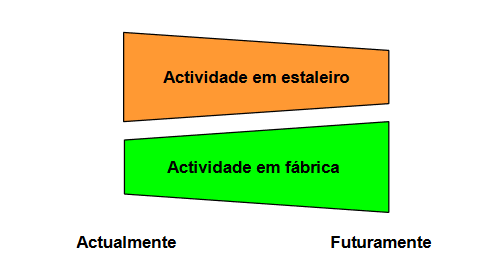 Actividade em estaleiro
Actividade em fábrica
Actualmente Futuramente